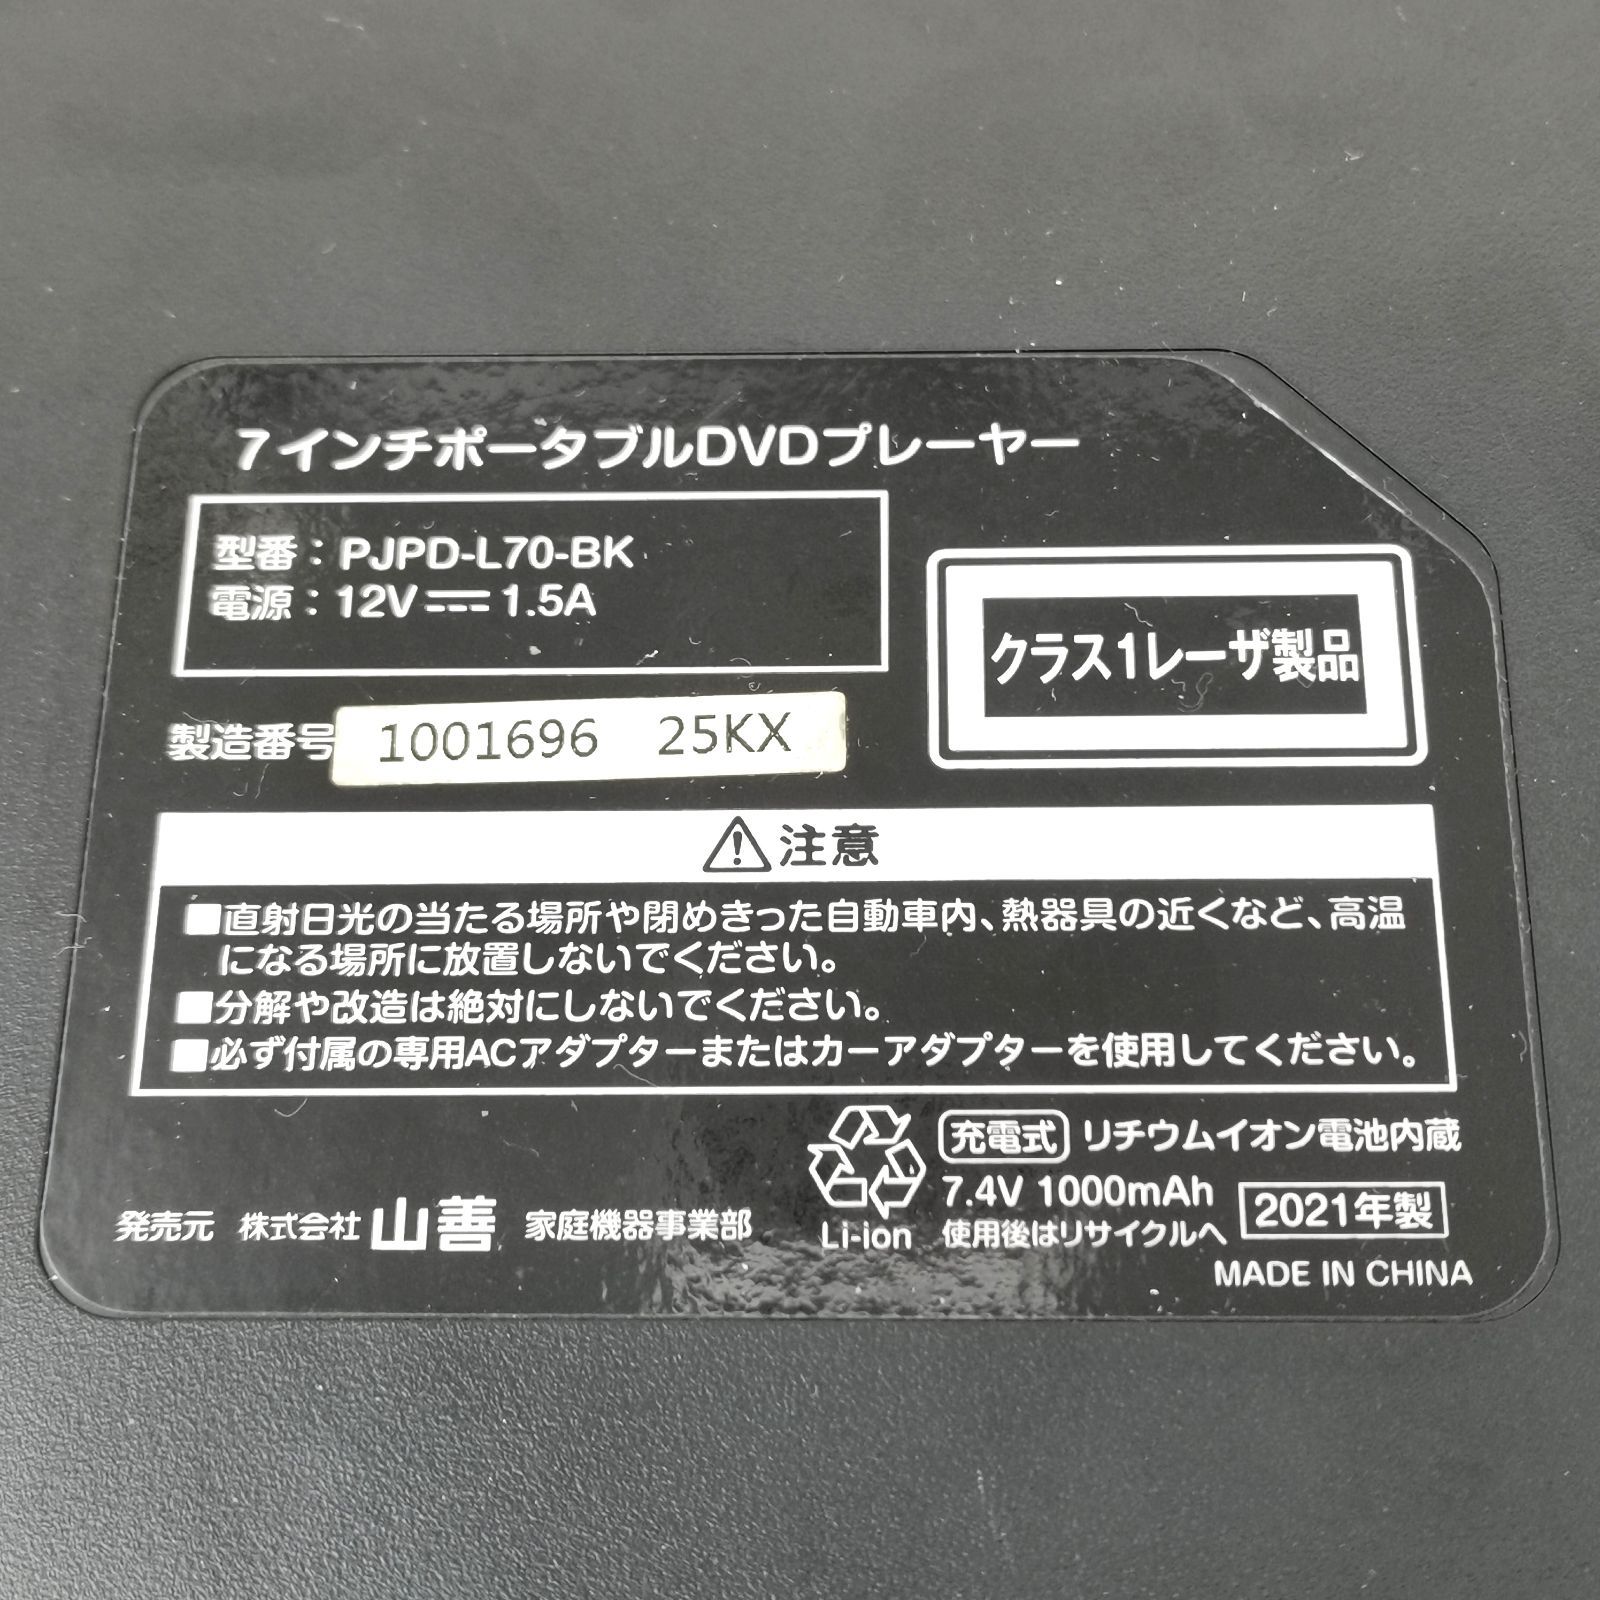 7インチポータブルDVDプレーヤー
型番：PJPD-L70-BK
電源：12V⎓1.5A
クラス1レーザ製品
製造番号 1001696 25KX
⚠注意
■直射日光の当たる場所や閉めきった自動車内、熱器具の近くなど、高温
になる場所に放置しないでください。
■分解や改造は絶対にしないでください。
■必ず付属の専用ACアダプターまたはカーアダプターを使用してください。
発売元 株式会社 山善 家庭機器事業部
Li-ion
充電式 リチウムイオン電池内蔵
7.4V 1000mAh
使用後はリサイクルへ
2021年製
MADE IN CHINA